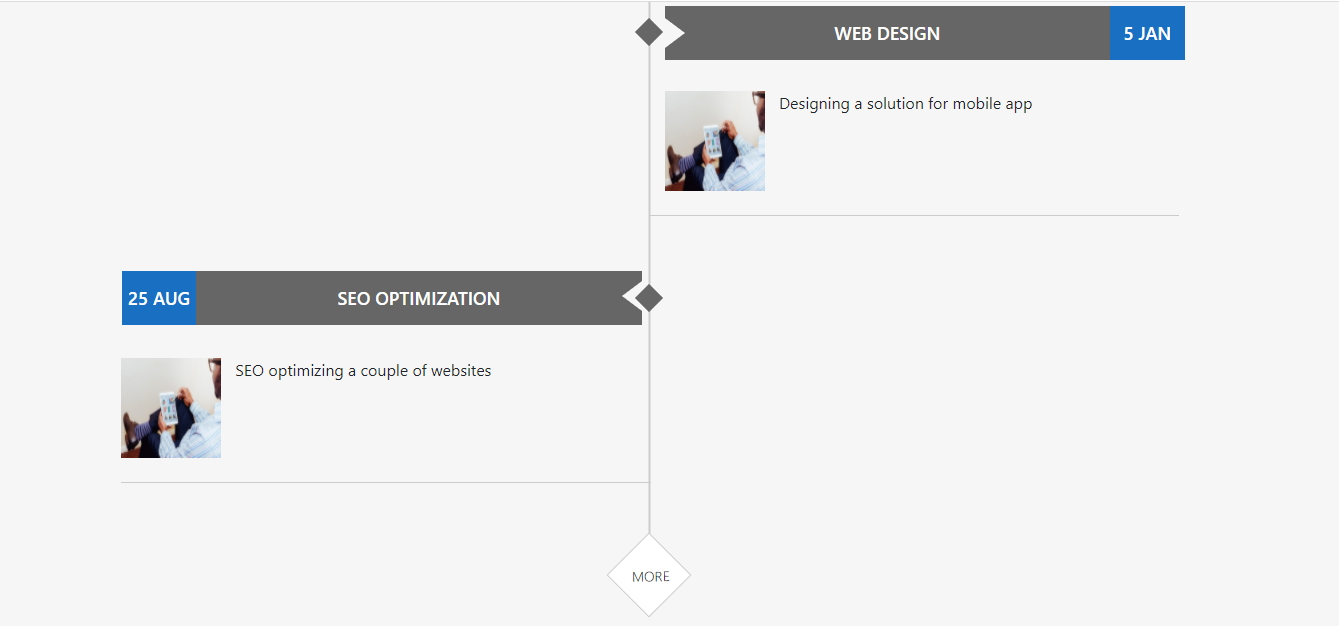 WEB DESIGN
5 JAN
Designing a solution for mobile app
25 AUG
SEO OPTIMIZATION
SEO optimizing a couple of websites
MORE